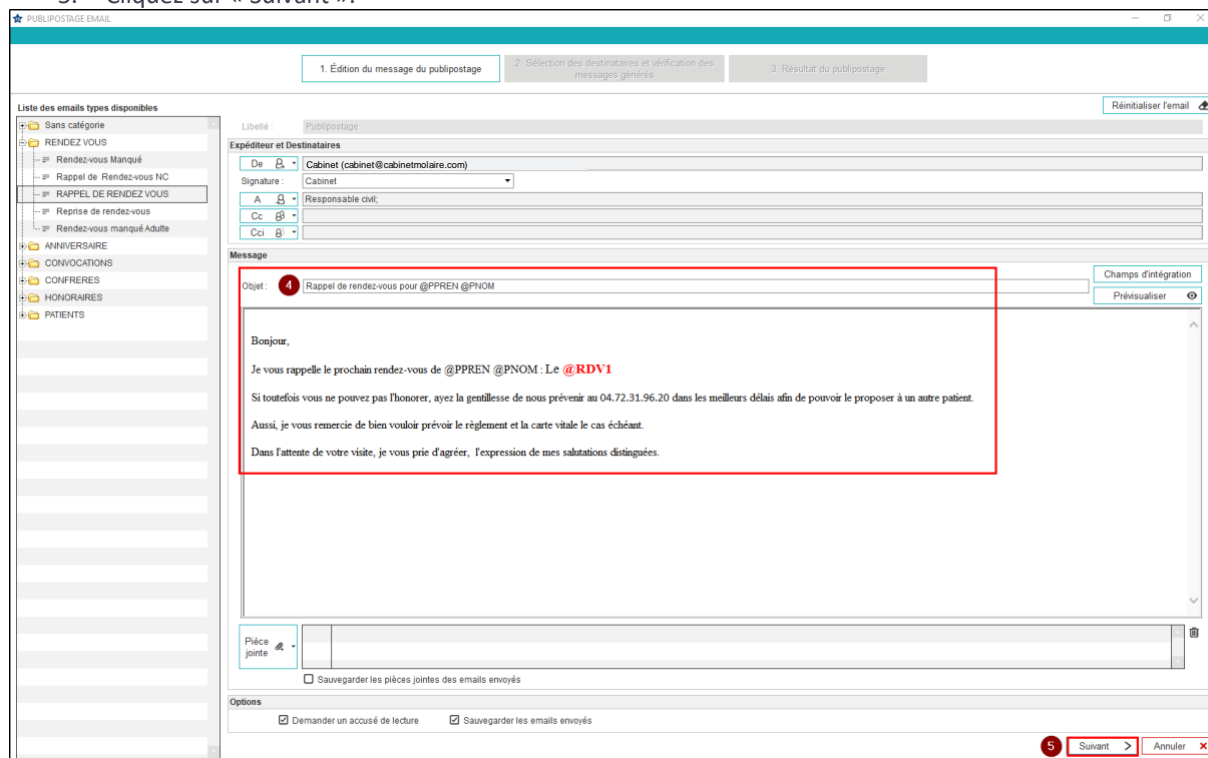 5. Cliquez sur « Suivant ».
PUBLIPOSTAGE EMAIL
1. Édition du message du publipostage
2. Sélection des destinataires et vérification des
messages générés
3. Résultat du publipostage
Réinitialiser l'email
Liste des emails types disponibles
Sans catégorie
RENDEZ VOUS
Rendez-vous Manqué
Rappel de Rendez-vous NC
RAPPEL DE RENDEZ VOUS
Reprise de rendez-vous
Rendez-vous manqué Adulte
ANNIVERSAIRE
CONVOCATIONS
CONFRERES
HONORAIRES
PATIENTS
Libellé : Publipostage
Expéditeur et Destinataires
De Cabinet (cabinet@cabinetmolaire.com)
Signature : Cabinet
A Responsable civil;
Cc
Cci
Message
Objet : 4 Rappel de rendez-vous pour @PPREN @PNOM
Champs d'intégration
Prévisualiser
Bonjour,
Je vous rappelle le prochain rendez-vous de @PPREN @PNOM : Le @RDV1
Si toutefois vous ne pouvez pas l'honorer, ayez la gentillesse de nous prévenir au 04.72.31.96.20 dans les meilleurs délais afin de pouvoir le proposer à un autre patient.
Aussi, je vous remercie de bien vouloir prévoir le règlement et la carte vitale le cas échéant.
Dans l'attente de votre visite, je vous prie d'agréer, l'expression de mes salutations distinguées.
Pièce
jointe
Sauvegarder les pièces jointes des emails envoyés
Options
Demander un accusé de lecture Sauvegarder les emails envoyés
5 Suivant > Annuler